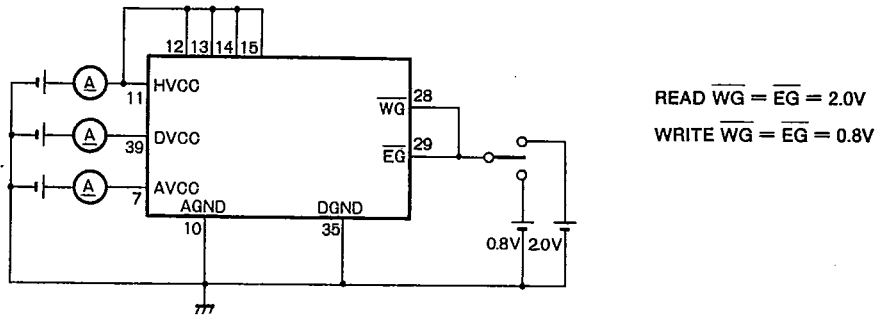 12 13 14 15
A
11 HVCC
A
39 DVCC
A
7 AVCC
AGND
10
DGND
35
28
WG
29
EG
0.8V 2.0V
READ WG = EG = 2.0V
WRITE WG = EG = 0.8V